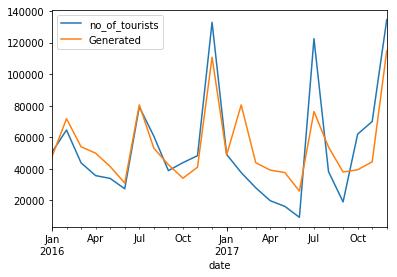 no_of_tourists
Generated
140000
120000
100000
80000
60000
40000
20000
Jan Apr Jul Oct Jan Apr Jul Oct
2016 2017
date